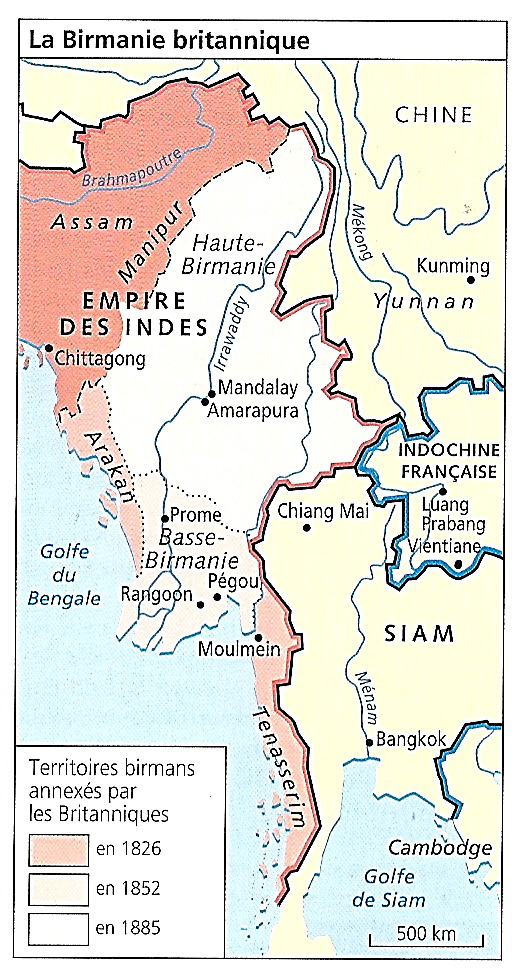 La Birmanie britannique
CHINE
Brahmapoutre
Assam
Manipur
Haute-
Birmanie
Mékong
Kunming
Yunnan
EMPIRE
DES INDES
Irrawaddy
Chittagong
Mandalay
Amarapura
Arakan
INDOCHINE
FRANÇAISE
Luang
Prabang
Vientiane
Chiang Mai
Prome
Basse-
Birmanie
Golfe
du
Bengale
Rangoon
Pégou
Moulmein
SIAM
Ménam
Tenasserim
Bangkok
Cambodge
Golfe
de Siam
500 km
Territoires birmans
annexés par
les Britanniques
en 1826
en 1852
en 1885